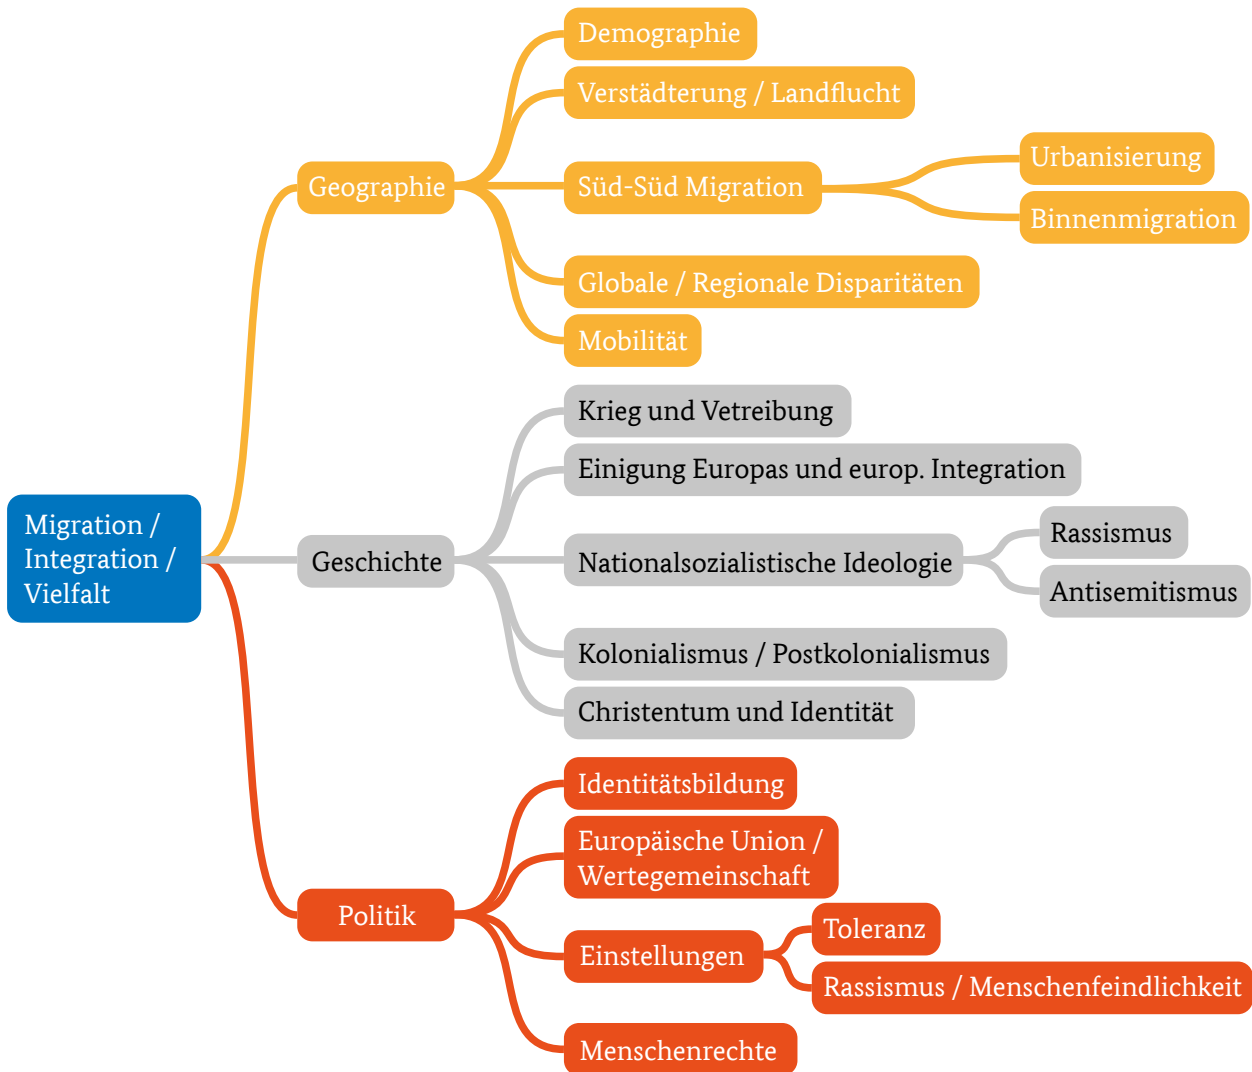 Demographie
Verstädterung / Landflucht
Geographie
Süd-Süd Migration
Urbanisierung
Binnenmigration
Globale / Regionale Disparitäten
Mobilität
Migration /
Integration /
Vielfalt
Krieg und Vetreibung
Einigung Europas und europ. Integration
Geschichte
Nationalsozialistische Ideologie
Rassismus
Antisemitismus
Kolonialismus / Postkolonialismus
Christentum und Identität
Identitätsbildung
Europäische Union /
Wertegemeinschaft
Politik
Einstellungen
Toleranz
Rassismus / Menschenfeindlichkeit
Menschenrechte